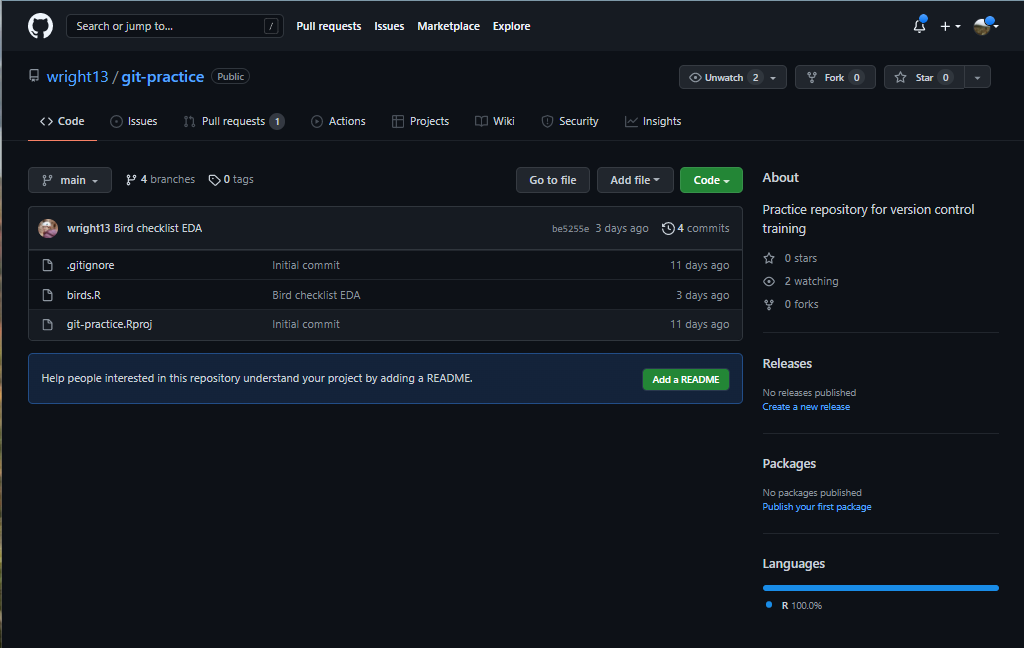 Search or jump to... / Pull requests Issues Marketplace Explore
wright13 / git-practice Public Unwatch 2 Fork 0 Star 0
Code Issues Pull requests 1 Actions Projects Wiki Security Insights
main 4 branches 0 tags Go to file Add file Code
wright13 Bird checklist EDA be5255e 3 days ago 4 commits
.gitignore Initial commit 11 days ago
birds.R Bird checklist EDA 3 days ago
git-practice.Rproj Initial commit 11 days ago
Help people interested in this repository understand your project by adding a README. Add a README
About
Practice repository for version control
training
0 stars
2 watching
0 forks
Releases
No releases published
Create a new release
Packages
No packages published
Publish your first package
Languages
R 100.0%